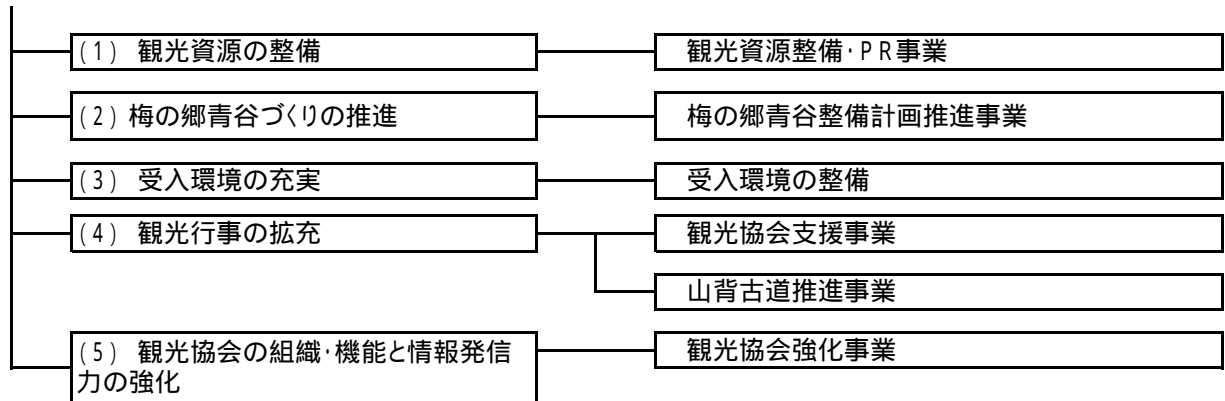 (1) 観光資源の整備
観光資源整備･PR事業
(2) 梅の郷青谷づくりの推進
梅の郷青谷整備計画推進事業
(3) 受入環境の充実
受入環境の整備
(4) 観光行事の拡充
観光協会支援事業
山背古道推進事業
(5) 観光協会の組織･機能と情報発信
力の強化
観光協会強化事業